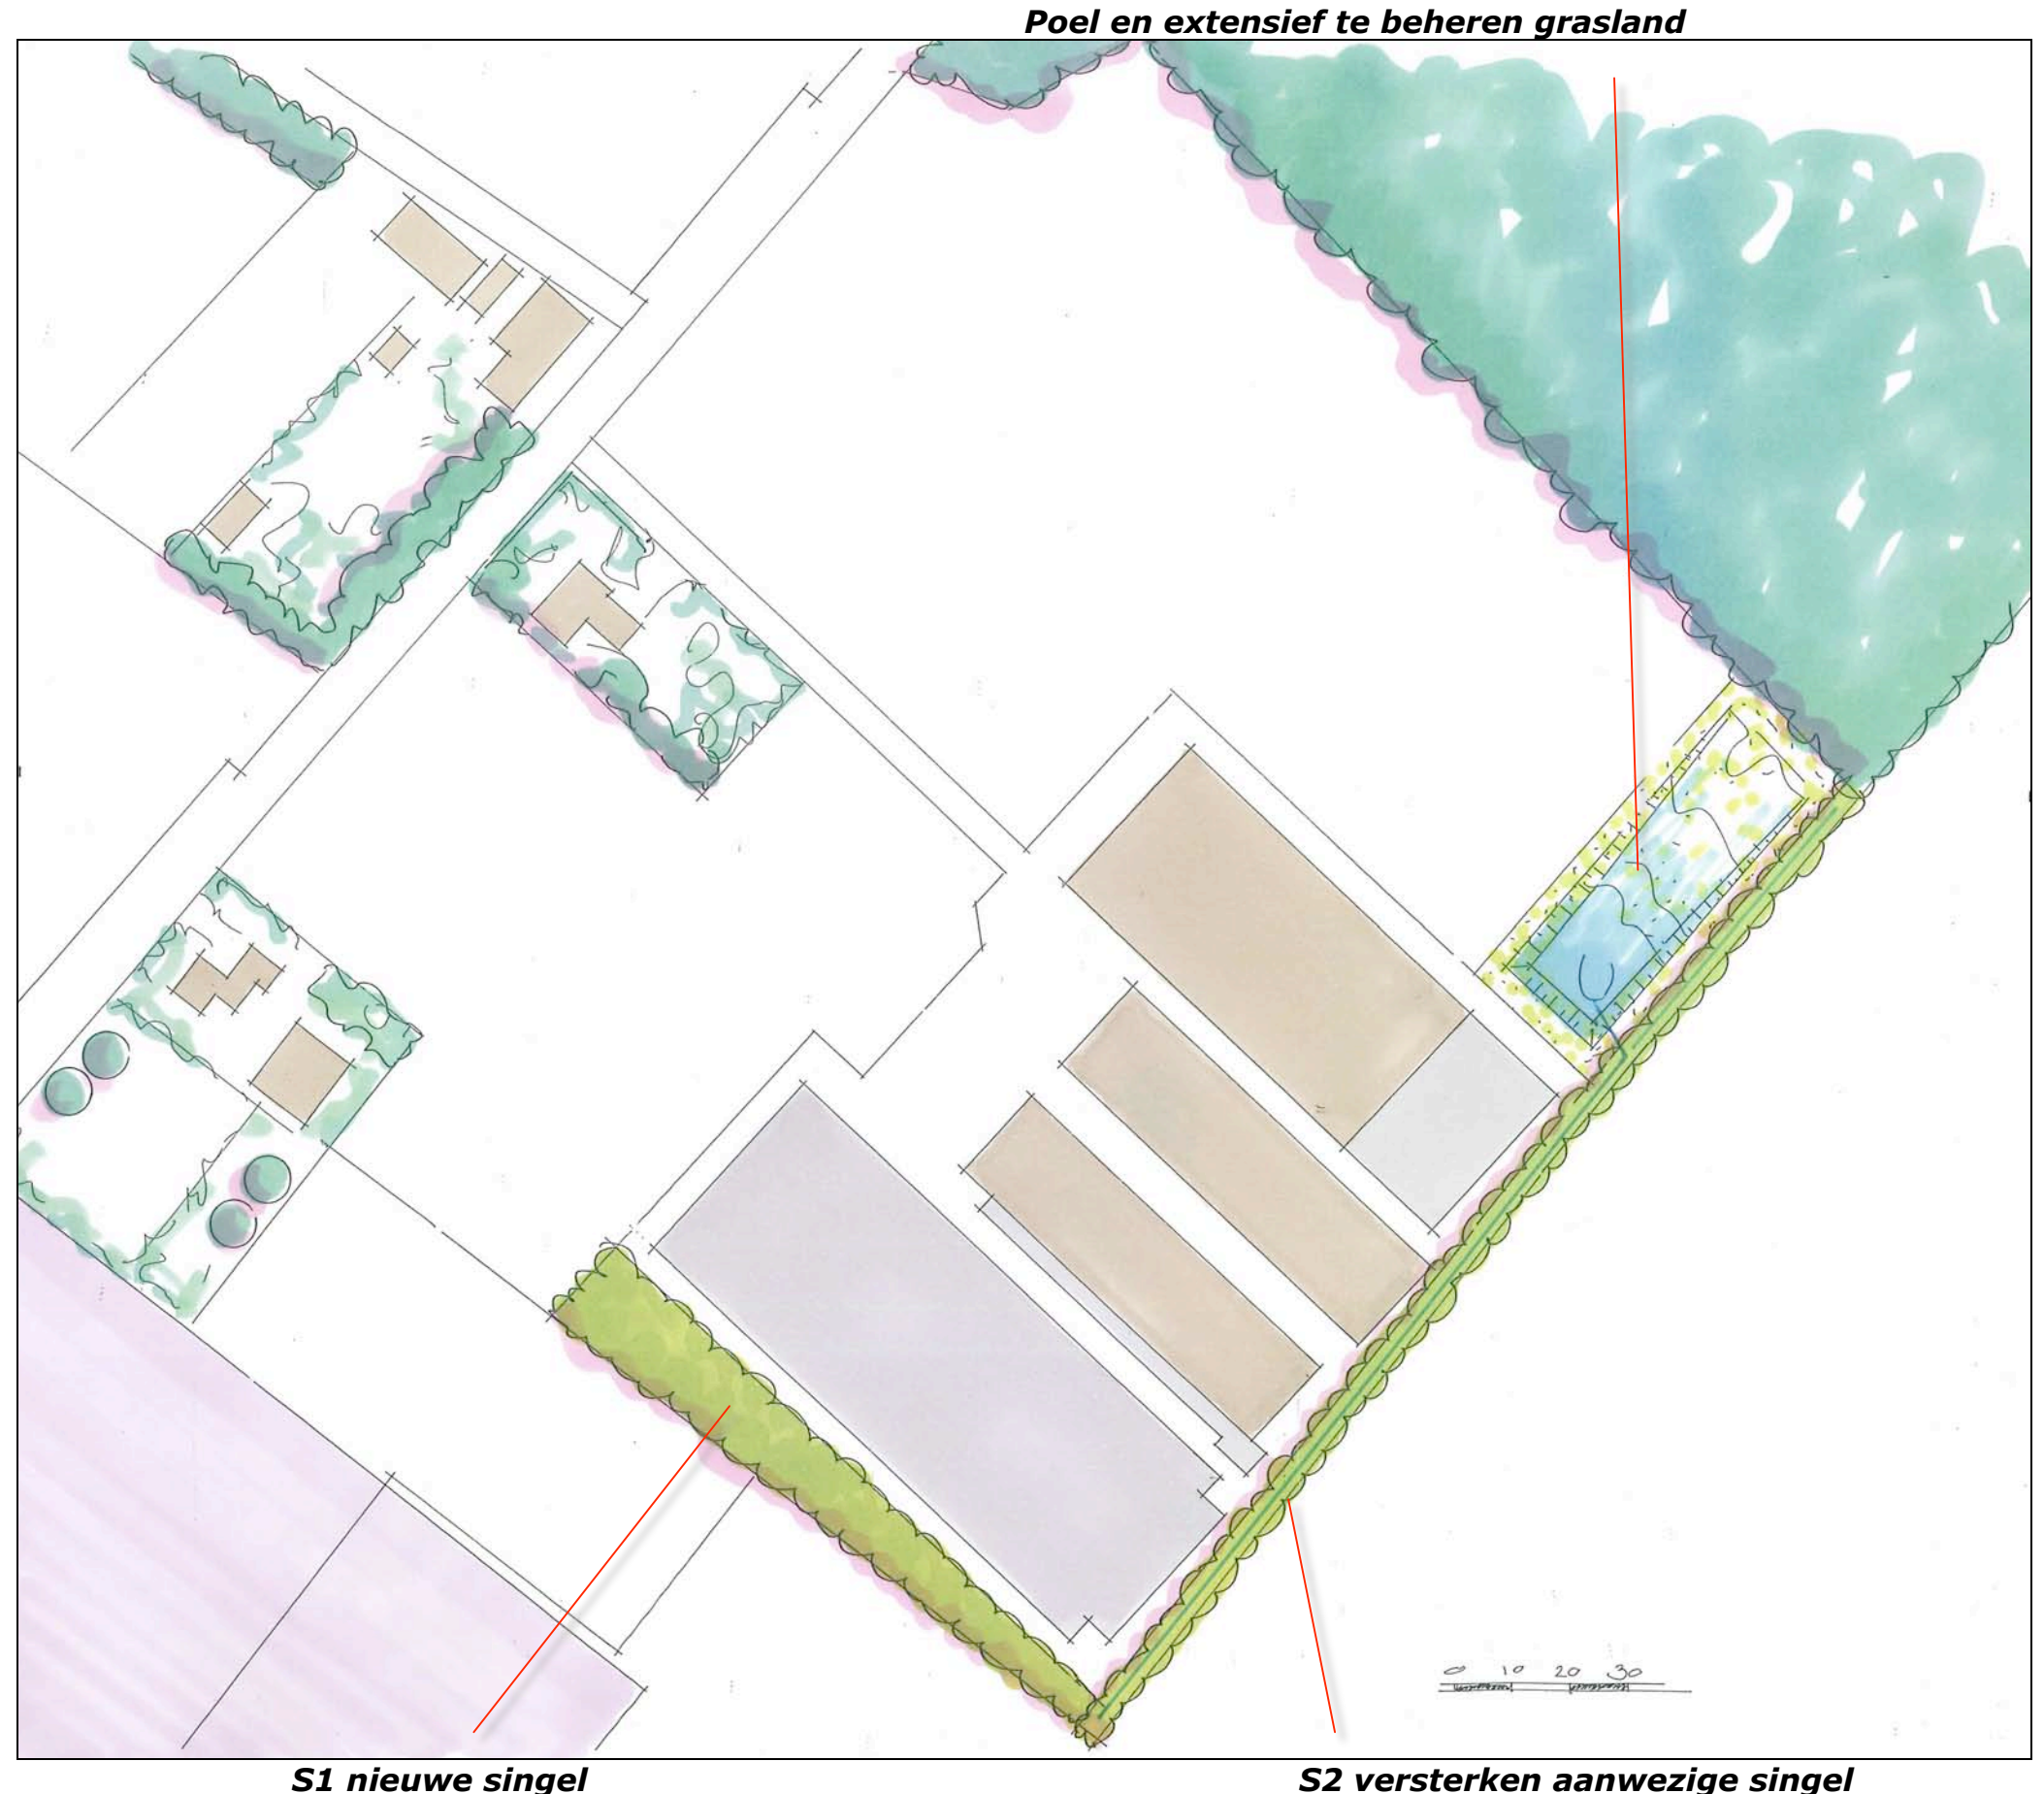 Poel en extensief te beheren grasland
0 10 20 30
S1 nieuwe singel
S2 versterken aanwezige singel